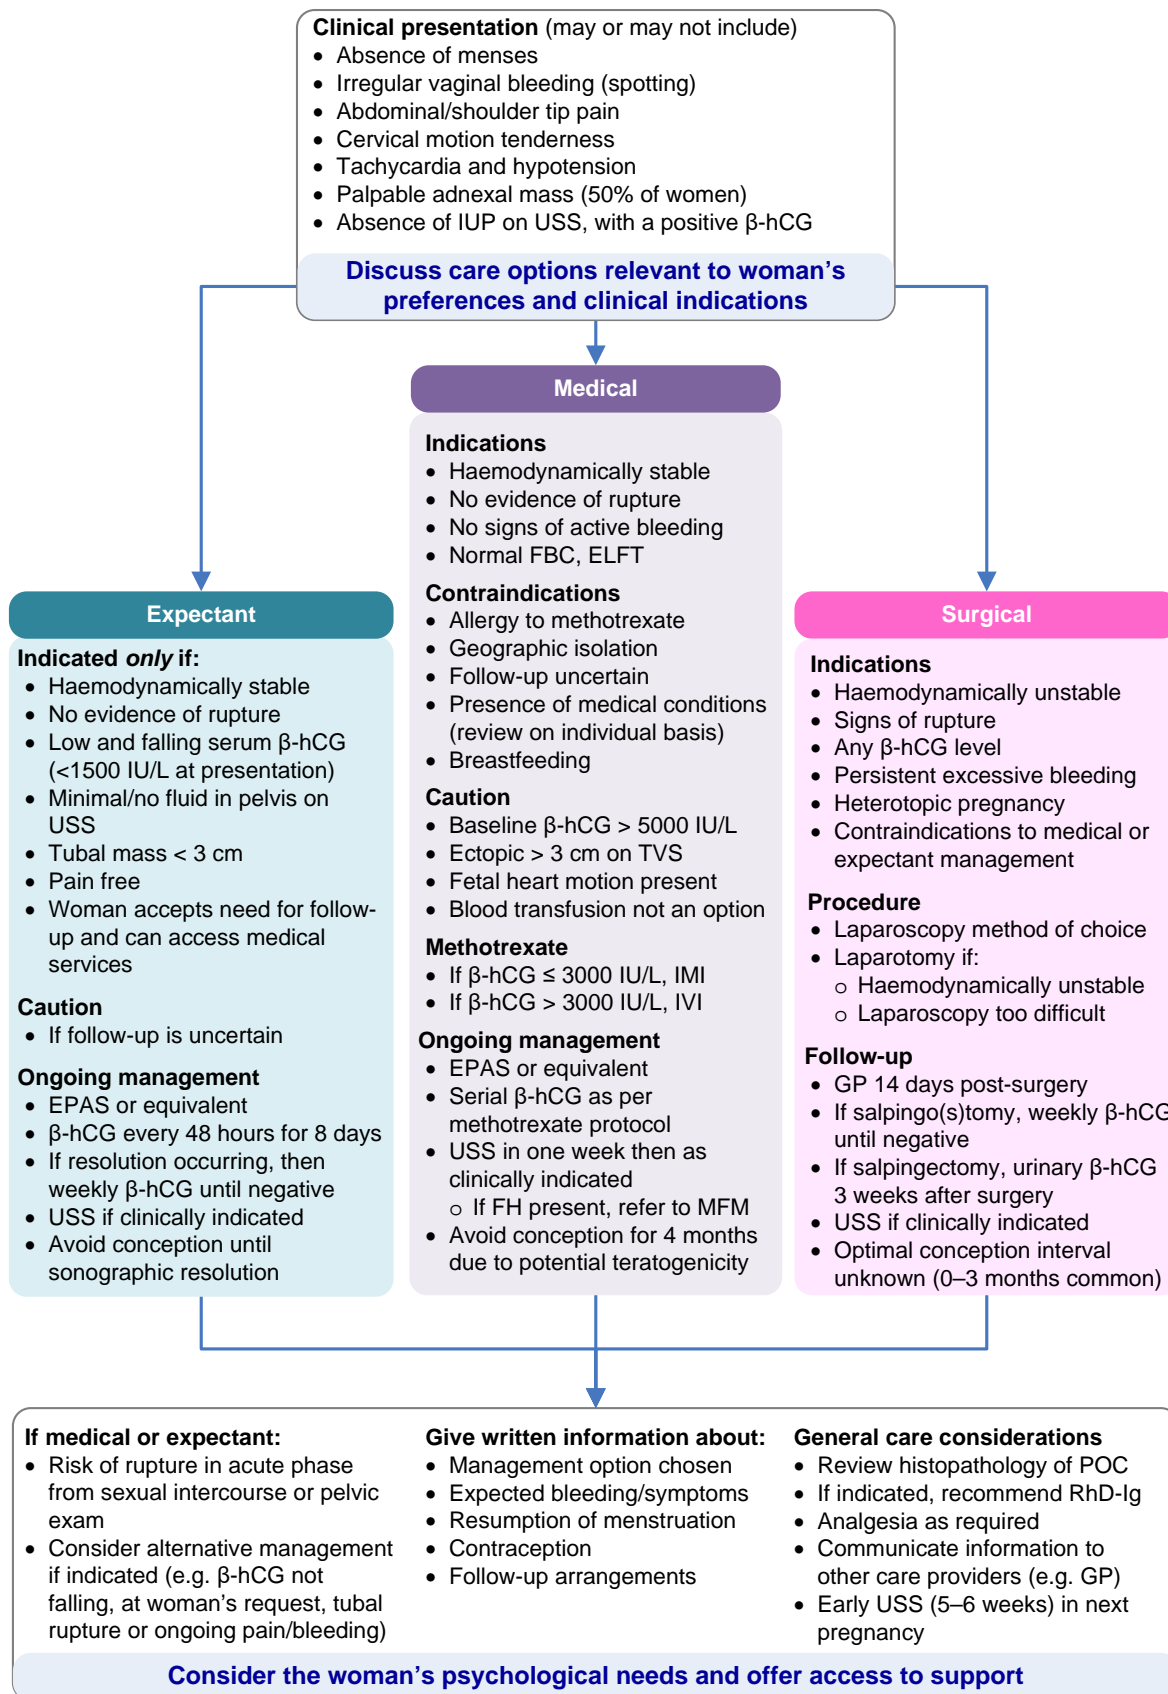 Clinical presentation (may or may not include)
• Absence of menses
• Irregular vaginal bleeding (spotting)
• Abdominal/shoulder tip pain
• Cervical motion tenderness
• Tachycardia and hypotension
• Palpable adnexal mass (50% of women)
• Absence of IUP on USS, with a positive β-hCG
Discuss care options relevant to woman's
preferences and clinical indications
Expectant
Indicated only if:
• Haemodynamically stable
• No evidence of rupture
• Low and falling serum β-hCG
(<1500 IU/L at presentation)
• Minimal/no fluid in pelvis on
USS
• Tubal mass < 3 cm
• Pain free
• Woman accepts need for follow-
up and can access medical
services
Caution
• If follow-up is uncertain
Ongoing management
• EPAS or equivalent
• β-hCG every 48 hours for 8 days
• If resolution occurring, then
weekly β-hCG until negative
• USS if clinically indicated
• Avoid conception until
sonographic resolution
Medical
Indications
• Haemodynamically stable
• No evidence of rupture
• No signs of active bleeding
• Normal FBC, ELFT
Contraindications
• Allergy to methotrexate
• Geographic isolation
• Follow-up uncertain
• Presence of medical conditions
(review on individual basis)
• Breastfeeding
Caution
• Baseline β-hCG > 5000 IU/L
• Ectopic > 3 cm on TVS
• Fetal heart motion present
• Blood transfusion not an option
Methotrexate
• If β-hCG ≤ 3000 IU/L, IMI
• If β-hCG > 3000 IU/L, IVI
Ongoing management
• EPAS or equivalent
• Serial β-hCG as per
methotrexate protocol
• USS in one week then as
clinically indicated
o If FH present, refer to MFM
• Avoid conception for 4 months
due to potential teratogenicity
Surgical
Indications
• Haemodynamically unstable
• Signs of rupture
• Any β-hCG level
• Persistent excessive bleeding
• Heterotopic pregnancy
• Contraindications to medical or
expectant management
Procedure
• Laparoscopy method of choice
• Laparotomy if:
o Haemodynamically unstable
o Laparoscopy too difficult
Follow-up
• GP 14 days post-surgery
• If salpingo(s)tomy, weekly β-hCG
until negative
• If salpingectomy, urinary β-hCG
3 weeks after surgery
• USS if clinically indicated
• Optimal conception interval
unknown (0–3 months common)
If medical or expectant:
• Risk of rupture in acute phase
from sexual intercourse or pelvic
exam
• Consider alternative management
if indicated (e.g. β-hCG not
falling, at woman's request, tubal
rupture or ongoing pain/bleeding)
Give written information about:
• Management option chosen
• Expected bleeding/symptoms
• Resumption of menstruation
• Contraception
• Follow-up arrangements
General care considerations
• Review histopathology of POC
• If indicated, recommend RhD-Ig
• Analgesia as required
• Communicate information to
other care providers (e.g. GP)
• Early USS (5–6 weeks) in next
pregnancy
Consider the woman's psychological needs and offer access to support